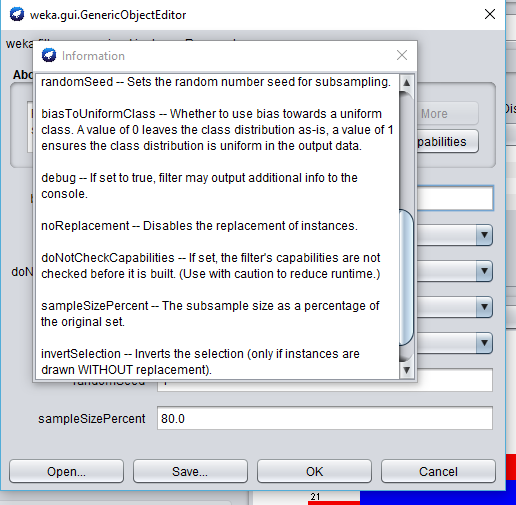 weka.gui.GenericObjectEditor
Information
randomSeed -- Sets the random number seed for subsampling.
biasToUniformClass -- Whether to use bias towards a uniform
class. A value of 0 leaves the class distribution as-is, a value of 1
ensures the class distribution is uniform in the output data.
debug -- If set to true, filter may output additional info to the
console.
noReplacement -- Disables the replacement of instances.
doNotCheckCapabilities -- If set, the filter's capabilities are not
checked before it is built. (Use with caution to reduce runtime.)
sampleSizePercent -- The subsample size as a percentage of
the original set.
invertSelection -- Inverts the selection (only if instances are
drawn WITHOUT replacement).
More
pabilities
randomSeed
sampleSizePercent 80.0
Open... Save... OK Cancel
21